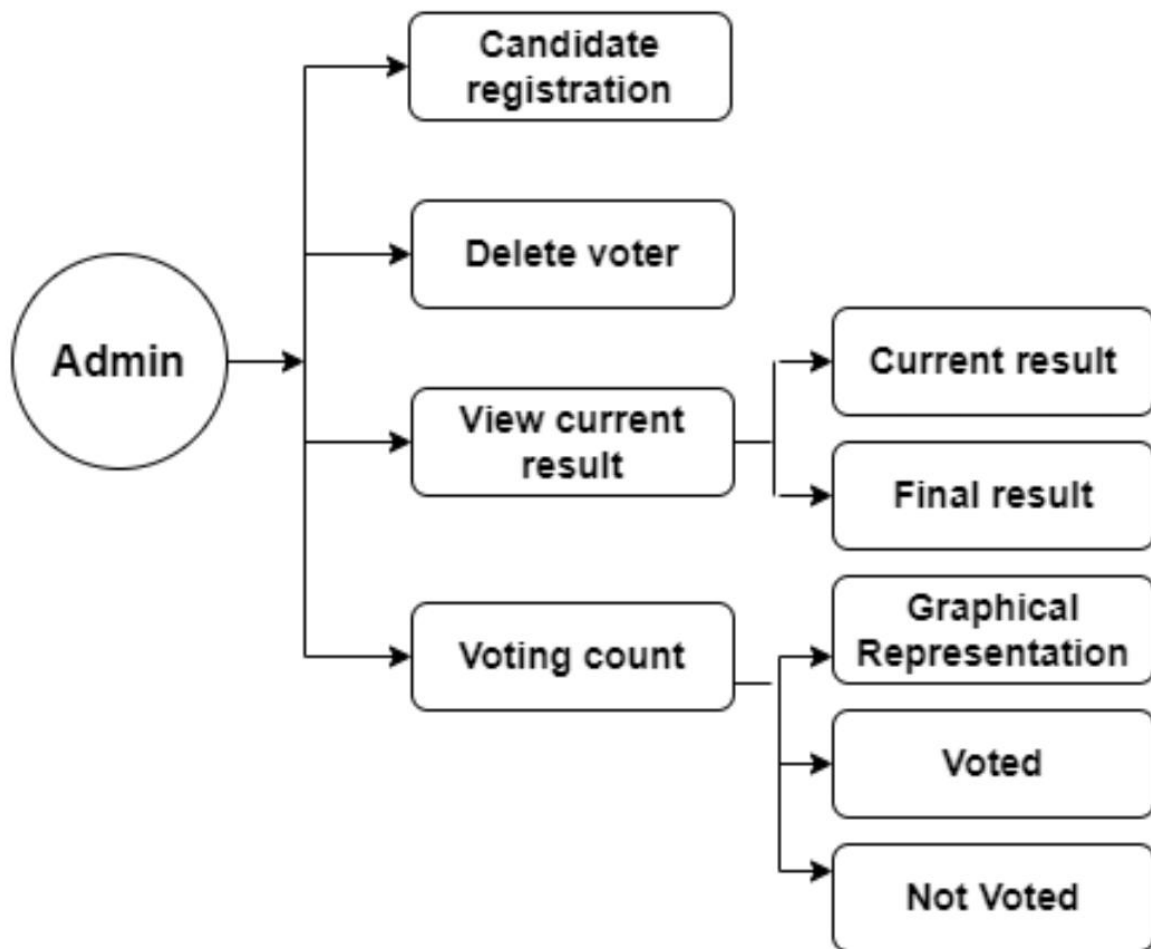 Candidate
registration
Delete voter
Admin
View current
result
Current result
Final result
Voting count
Graphical
Representation
Voted
Not Voted